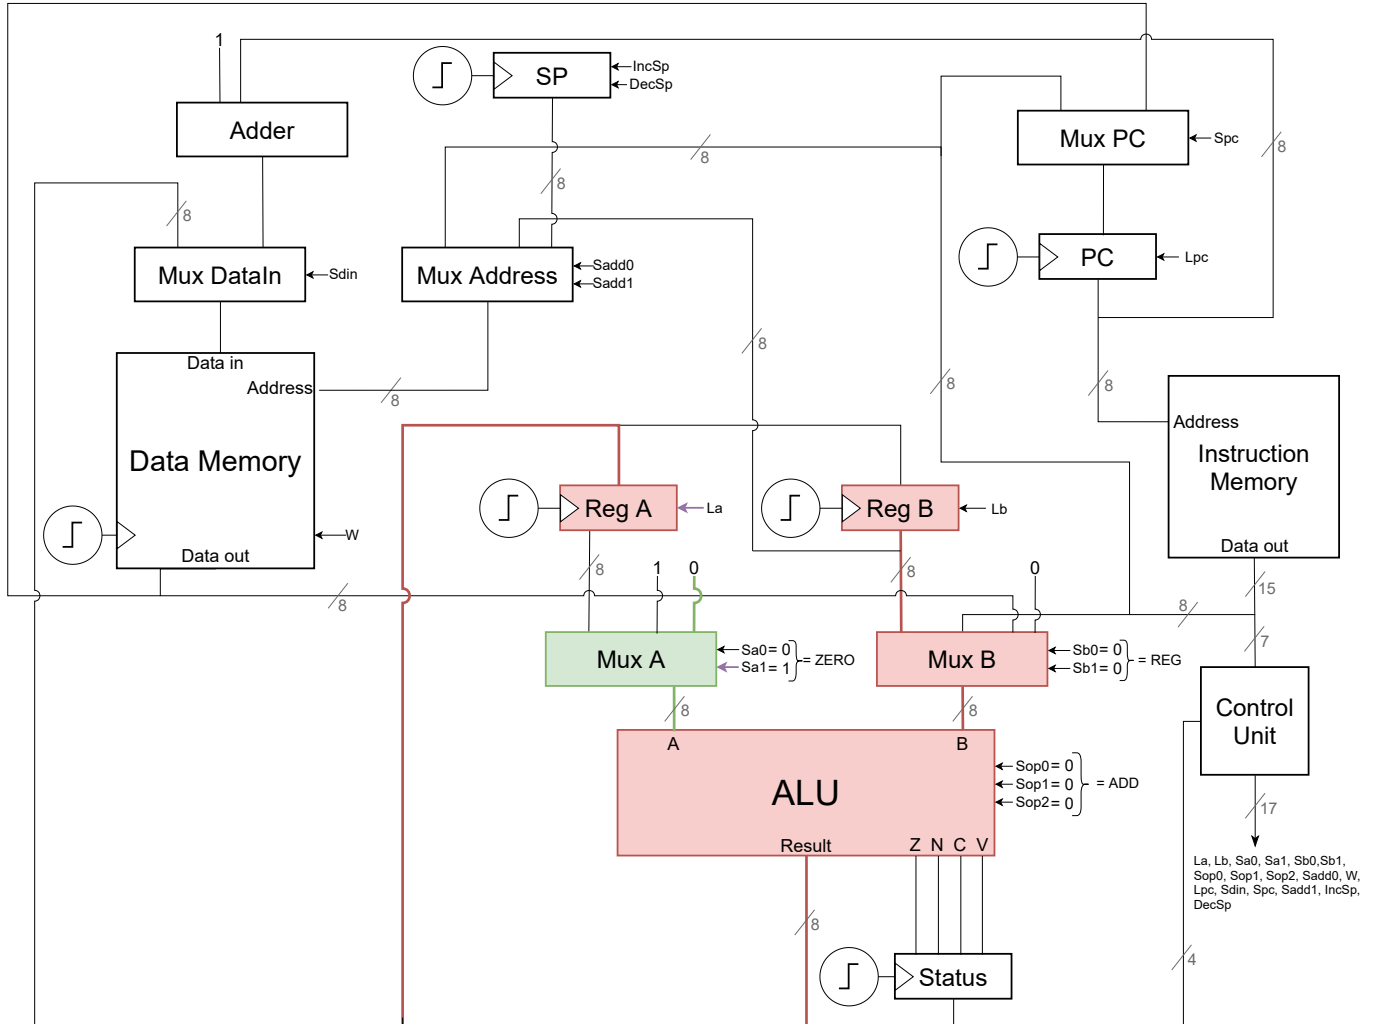 1
SP
IncSp
DecSp
Adder
Mux PC
Spc
8
8
8
8
Mux DataIn
Sdin
Mux Address
Sadd0
Sadd1
PC
Lpc
8
Data in
Address
8
8
8
Data Memory
Address
Instruction
Memory
Reg A
La
Reg B
Lb
W
Data out
Data out
8
1
0
8
0
15
8
8
7
Mux A
Sa0= 0
Sa1= 1
= ZERO
Mux B
Sb0= 0
Sb1= 0
= REG
8
8
Control
Unit
A
B
ALU
Sop0= 0
Sop1= 0
Sop2= 0
= ADD
17
Result
Z N C V
La, Lb, Sa0, Sa1, Sb0,Sb1,
Sop0, Sop1, Sop2, Sadd0, W,
Lpc, Sdin, Spc, Sadd1, IncSp,
DecSp
8
4
Status